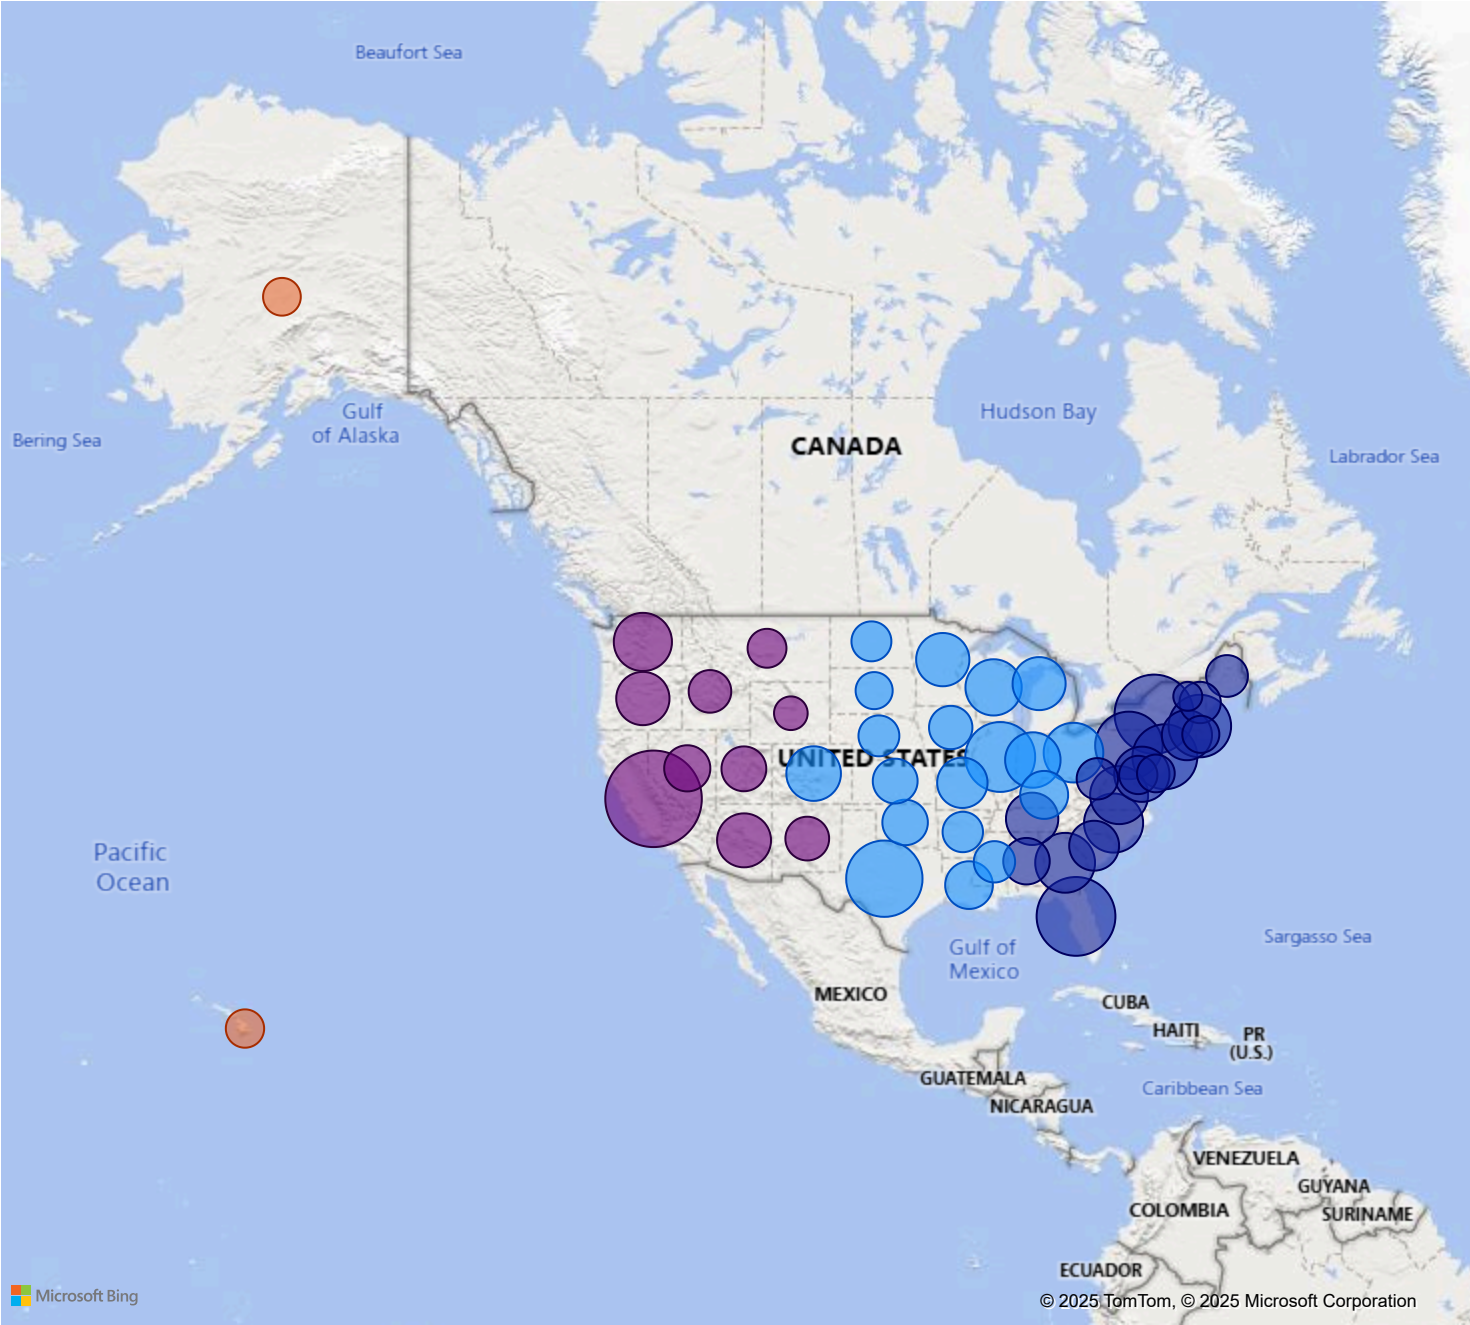 Beaufort Sea
Gulf
of Alaska
Hudson Bay
Bering Sea
CANADA
Labrador Sea
UNITED STATES
Pacific
Ocean
Sargasso Sea
Gulf of
Mexico
MEXICO
CUBA
HAITI
PR
(U.S.)
GUATEMALA
Caribbean Sea
NICARAGUA
VENEZUELA
GUYANA
COLOMBIA
SURINAME
ECUADOR
Microsoft Bing
© 2025 TomTom, © 2025 Microsoft Corporation